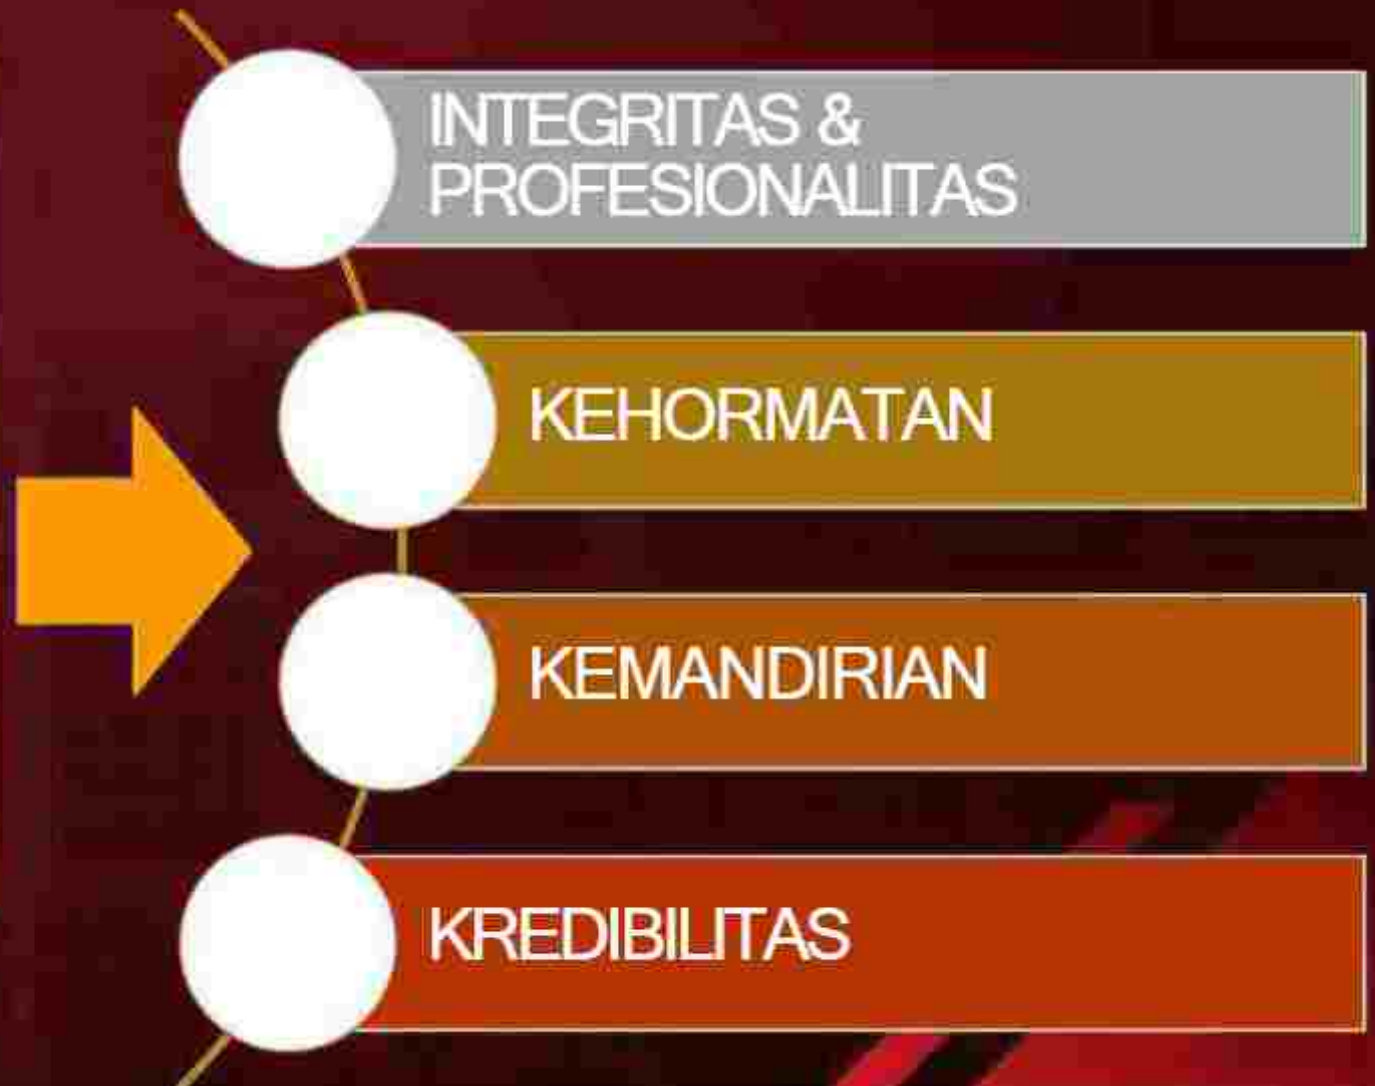 INTEGRITAS &
PROFESIONALITAS
KEHORMATAN
KEMANDIRIAN
KREDIBILITAS